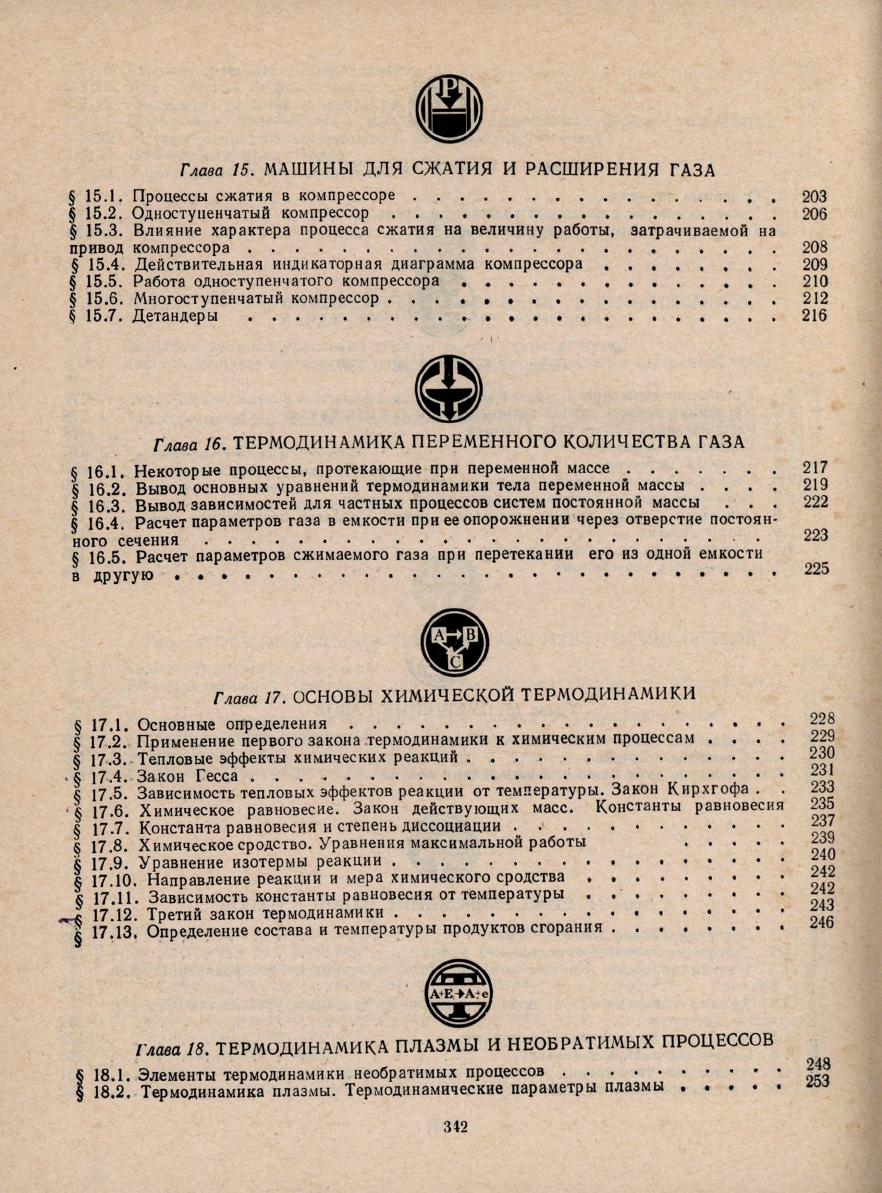 P
Глава 15. МАШИНЫ ДЛЯ СЖАТИЯ И РАСШИРЕНИЯ ГАЗА
§ 15.1. Процессы сжатия в компрессоре . . . . . . . . . . . . . . . . 203
§ 15.2. Одноступенчатый компрессор . . . . . . . . . . . . . . . . . 206
§ 15.3. Влияние характера процесса сжатия на величину работы, затрачиваемой на
привод компрессора . . . . . . . . . . . . . . . . . . . . . . . 208
§ 15.4. Действительная индикаторная диаграмма компрессора . . . . . . . . 209
§ 15.5. Работа одноступенчатого компрессора . . . . . . . . . . . . . . 210
§ 15.6. Многоступенчатый компрессор . . . . . . . . . . . . . . . . . 212
§ 15.7. Детандеры . . . . . . . . . . . . . . . . . . . . . . . 216
Глава 16. ТЕРМОДИНАМИКА ПЕРЕМЕННОГО КОЛИЧЕСТВА ГАЗА
§ 16.1. Некоторые процессы, протекающие при переменной массе . . . . . . . 217
§ 16.2. Вывод основных уравнений термодинамики тела переменной массы . . . . 219
§ 16.3. Вывод зависимостей для частных процессов систем постоянной массы . . . 222
§ 16.4. Расчет параметров газа в емкости при ее опорожнении через отверстие постоян-
ного сечения . . . . . . . . . . . . . . . . . . . . . . . . 223
§ 16.5. Расчет параметров сжимаемого газа при перетекании его из одной емкости
в другую . . . . . . . . . . . . . . . . . . . . . . . . . . 225
A B
C
Глава 17. ОСНОВЫ ХИМИЧЕСКОЙ ТЕРМОДИНАМИКИ
§ 17.1. Основные определения . . . . . . . . . . . . . . . . . . . 228
§ 17.2. Применение первого закона термодинамики к химическим процессам . . . . 229
§ 17.3. Тепловые эффекты химических реакций . . . . . . . . . . . . . . 230
§ 17.4. Закон Гесса . . . . . . . . . . . . . . . . . . . . . . . 231
§ 17.5. Зависимость тепловых эффектов реакции от температуры. Закон Кирхгофа . . 233
§ 17.6. Химическое равновесие. Закон действующих масс. Константы равновесия 235
§ 17.7. Константа равновесия и степень диссоциации . . . . . . . . . . . . 237
§ 17.8. Химическое сродство. Уравнения максимальной работы . . . . . 239
§ 17.9. Уравнение изотермы реакции . . . . . . . . . . . . . . . . . 240
§ 17.10. Направление реакции и мера химического сродства . . . . . . . . . 242
§ 17.11. Зависимость константы равновесия от температуры . . . . . . . . . 242
§ 17.12. Третий закон термодинамики . . . . . . . . . . . . . . . . . 243
§ 17.13. Определение состава и температуры продуктов сгорания . . . . . . . . 246
A+E→A+e
Глава 18. ТЕРМОДИНАМИКА ПЛАЗМЫ И НЕОБРАТИМЫХ ПРОЦЕССОВ
§ 18.1. Элементы термодинамики необратимых процессов . . . . . . . . . . 248
§ 18.2. Термодинамика плазмы. Термодинамические параметры плазмы . . . . . 253
342